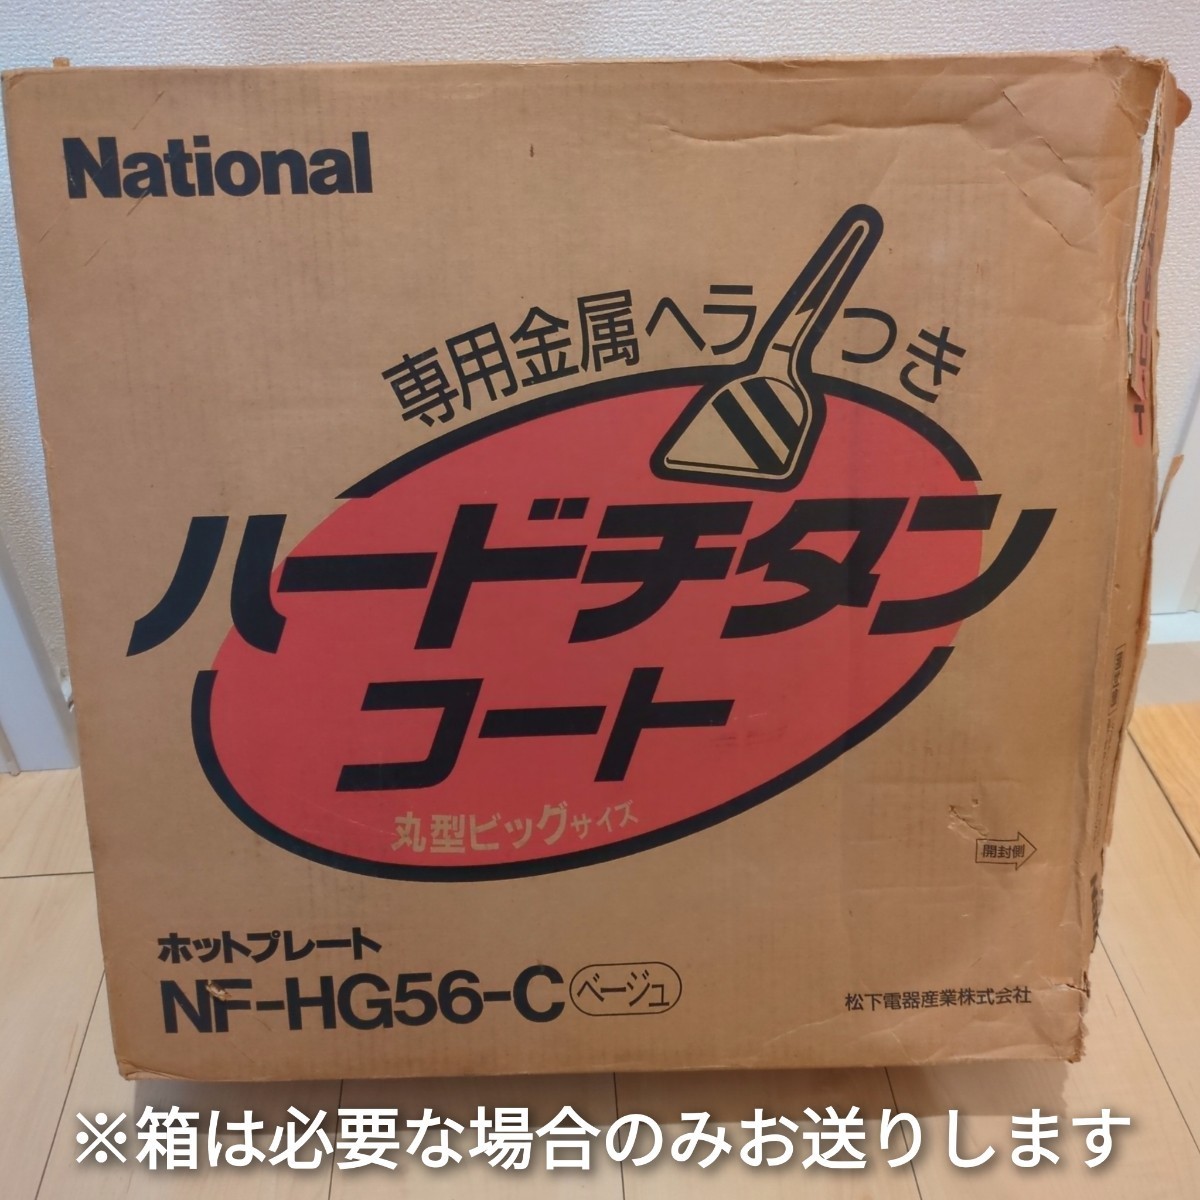 National
専用金属ヘラつき
ハードチタン
コート
丸型ビッグサイズ
開封側
ホットプレート
NF-HG56-C ベージュ
松下電器産業株式会社
※箱は必要な場合のみお送りします